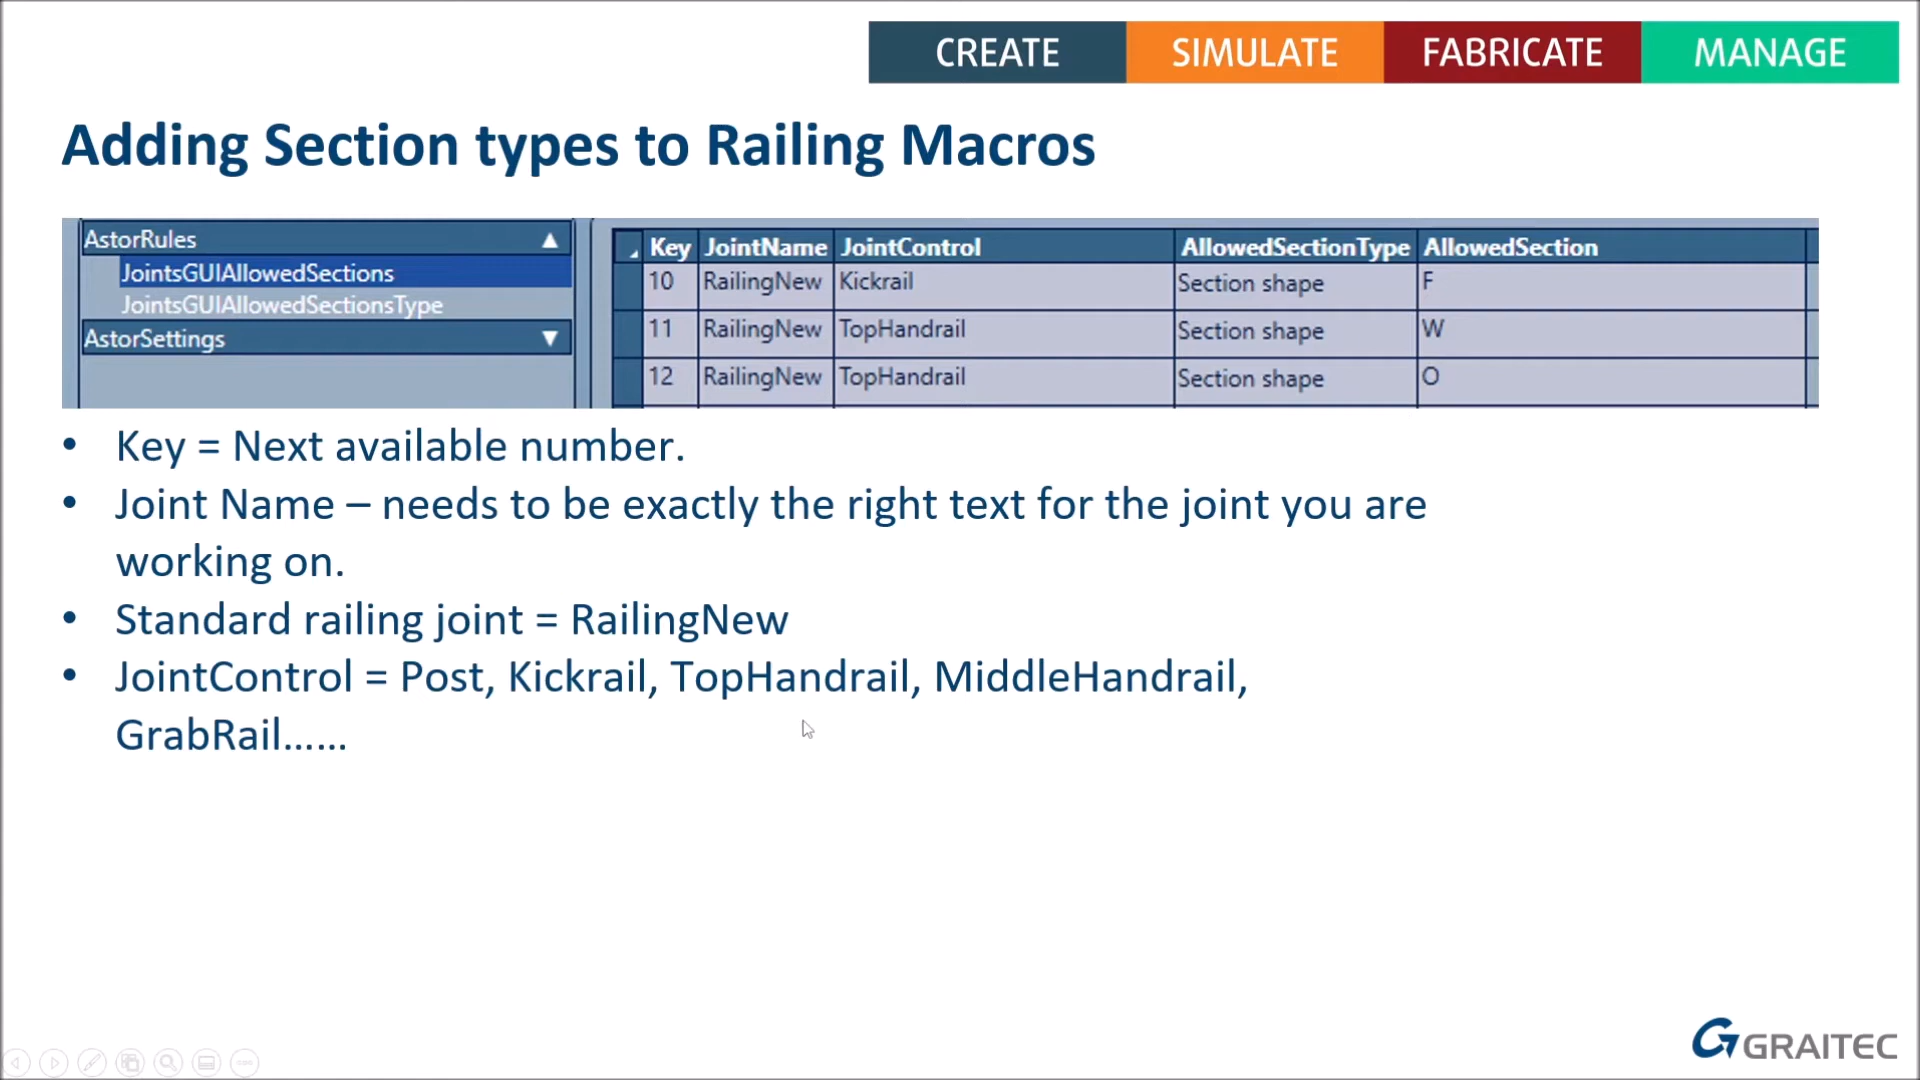 CREATE SIMULATE FABRICATE MANAGE
Adding Section types to Railing Macros
AstorRules
JointsGUIAllowedSections
JointsGUIAllowedSectionsType
AstorSettings
Key JointName JointControl AllowedSectionType AllowedSection
10 RailingNew Kickrail Section shape F
11 RailingNew TopHandrail Section shape W
12 RailingNew TopHandrail Section shape O
• Key = Next available number.
• Joint Name – needs to be exactly the right text for the joint you are
working on.
• Standard railing joint = RailingNew
• JointControl = Post, Kickrail, TopHandrail, MiddleHandrail,
GrabRail......
GRAITEC